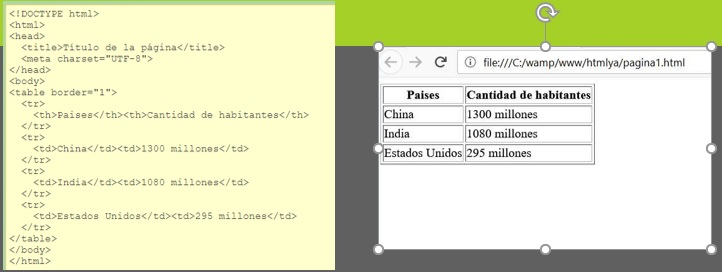 <!DOCTYPE html>
<html>
<head>
  <title>Título de la página</title>
  <meta charset="UTF-8">
</head>
<body>
<table border="1">
  <tr>
    <th>Paises</th><th>Cantidad de habitantes</th>
  </tr>
  <tr>
    <td>China</td><td>1300 millones</td>
  </tr>
  <tr>
    <td>India</td><td>1080 millones</td>
  </tr>
  <tr>
    <td>Estados Unidos</td><td>295 millones</td>
  </tr>
</table>
</body>
</html>
file:///C:/wamp/www/htmlya/pagina1.html
Paises Cantidad de habitantes
China 1300 millones
India 1080 millones
Estados Unidos 295 millones